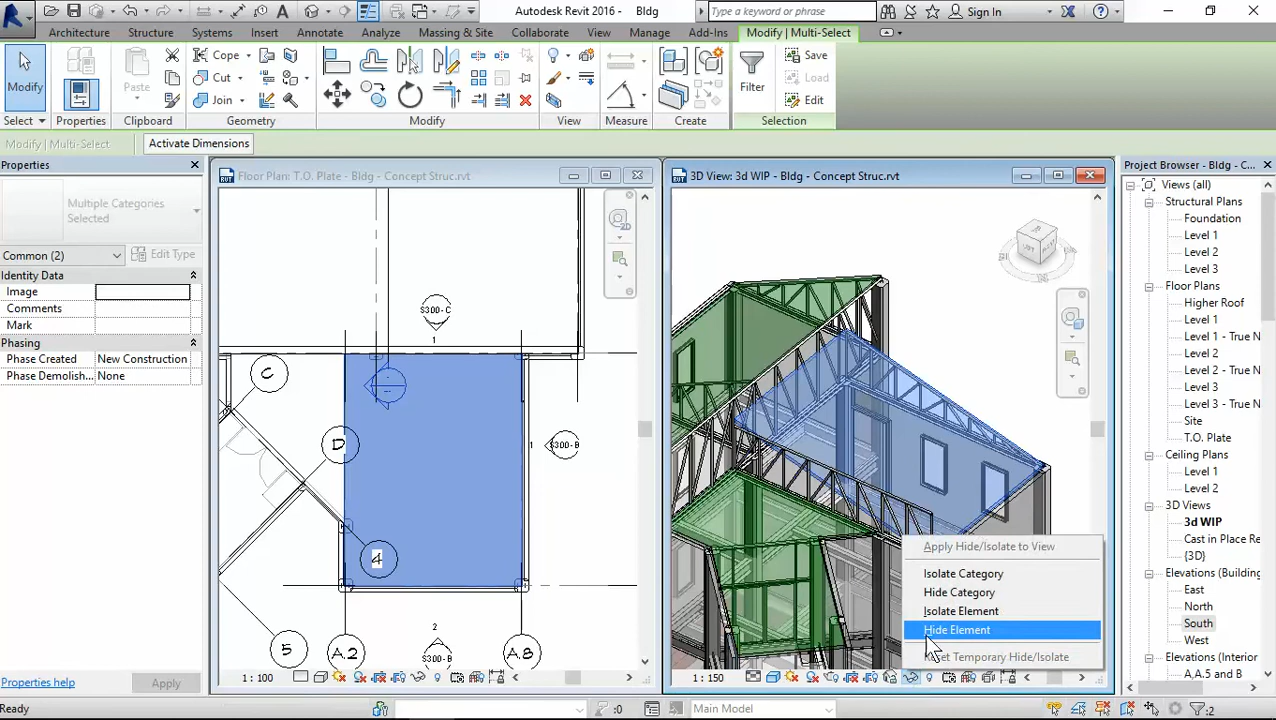 Autodesk Revit 2016 - Bldg
Type a keyword or phrase
Sign In
Architecture Structure Systems Insert Annotate Analyze Massing & Site Collaborate View Manage Add-Ins Modify | Multi-Select
Modify
Properties
Paste
Cope
Cut
Join
Filter
Save
Load
Edit
Select Properties Clipboard Geometry Modify View Measure Create Selection
Modify | Multi-Select Activate Dimensions
Properties
Multiple Categories
Selected
Common (2) Edit Type
Identity Data
Image
Comments
Mark
Phasing
Phase Created New Construction
Phase Demolish... None
Properties help Apply
Floor Plan: T.O. Plate - Bldg - Concept Struc.rvt
2D
S300-C
1
C
D
1
S300-B
4
5
A.2
2
S300-B
A.8
1 : 100
3D View: 3d WIP - Bldg - Concept Struc.rvt
Apply Hide/Isolate to View
Isolate Category
Hide Category
Isolate Element
Hide Element
Reset Temporary Hide/Isolate
1 : 150
Project Browser - Bldg - C...
Views (all)
Structural Plans
Foundation
Level 1
Level 2
Level 3
Floor Plans
Higher Roof
Level 1
Level 1 - True N
Level 2
Level 2 - True N
Level 3
Level 3 - True N
Site
T.O. Plate
Ceiling Plans
Level 1
Level 2
3D Views
3d WIP
Cast in Place Re
{3D}
Elevations (Building
East
North
South
West
Elevations (Interior
A,A.5 and B
:0
Main Model
:2